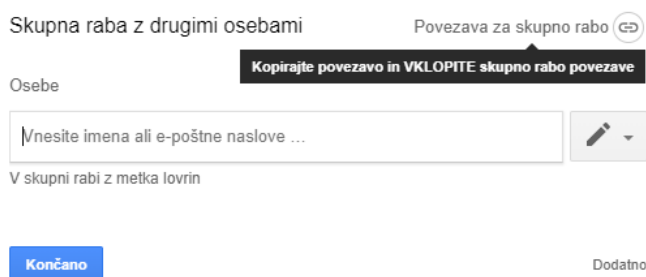 Skupna raba z drugimi osebami
Povezava za skupno rabo
Kopirajte povezavo in VKLOPITE skupno rabo povezave
Osebe
Vnesite imena ali e-poštne naslove …
V skupni rabi z metka lovrin
Končano
Dodatno